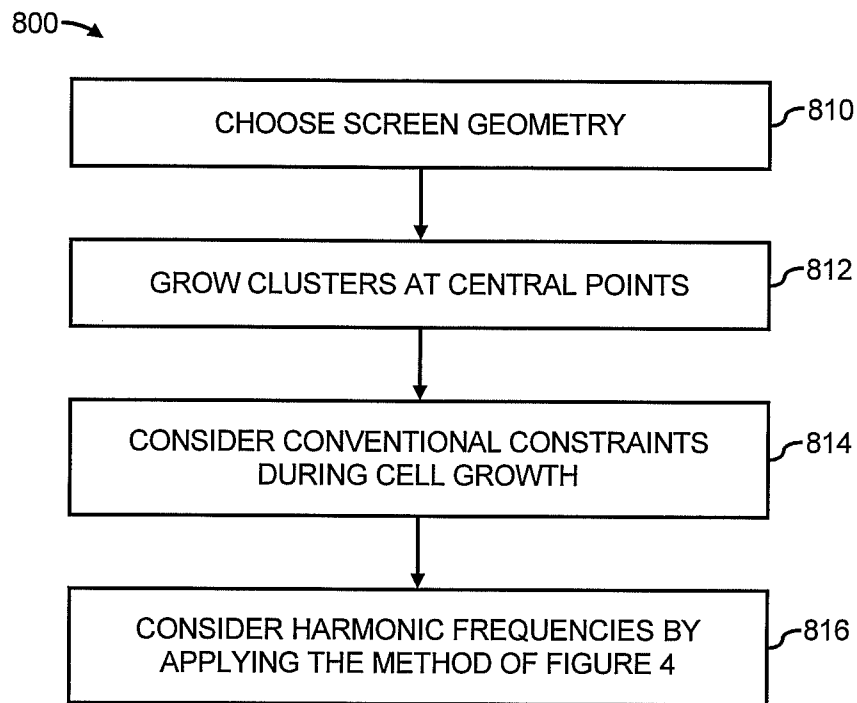 800
CHOOSE SCREEN GEOMETRY
810
GROW CLUSTERS AT CENTRAL POINTS
812
CONSIDER CONVENTIONAL CONSTRAINTS
DURING CELL GROWTH
814
CONSIDER HARMONIC FREQUENCIES BY
APPLYING THE METHOD OF FIGURE 4
816